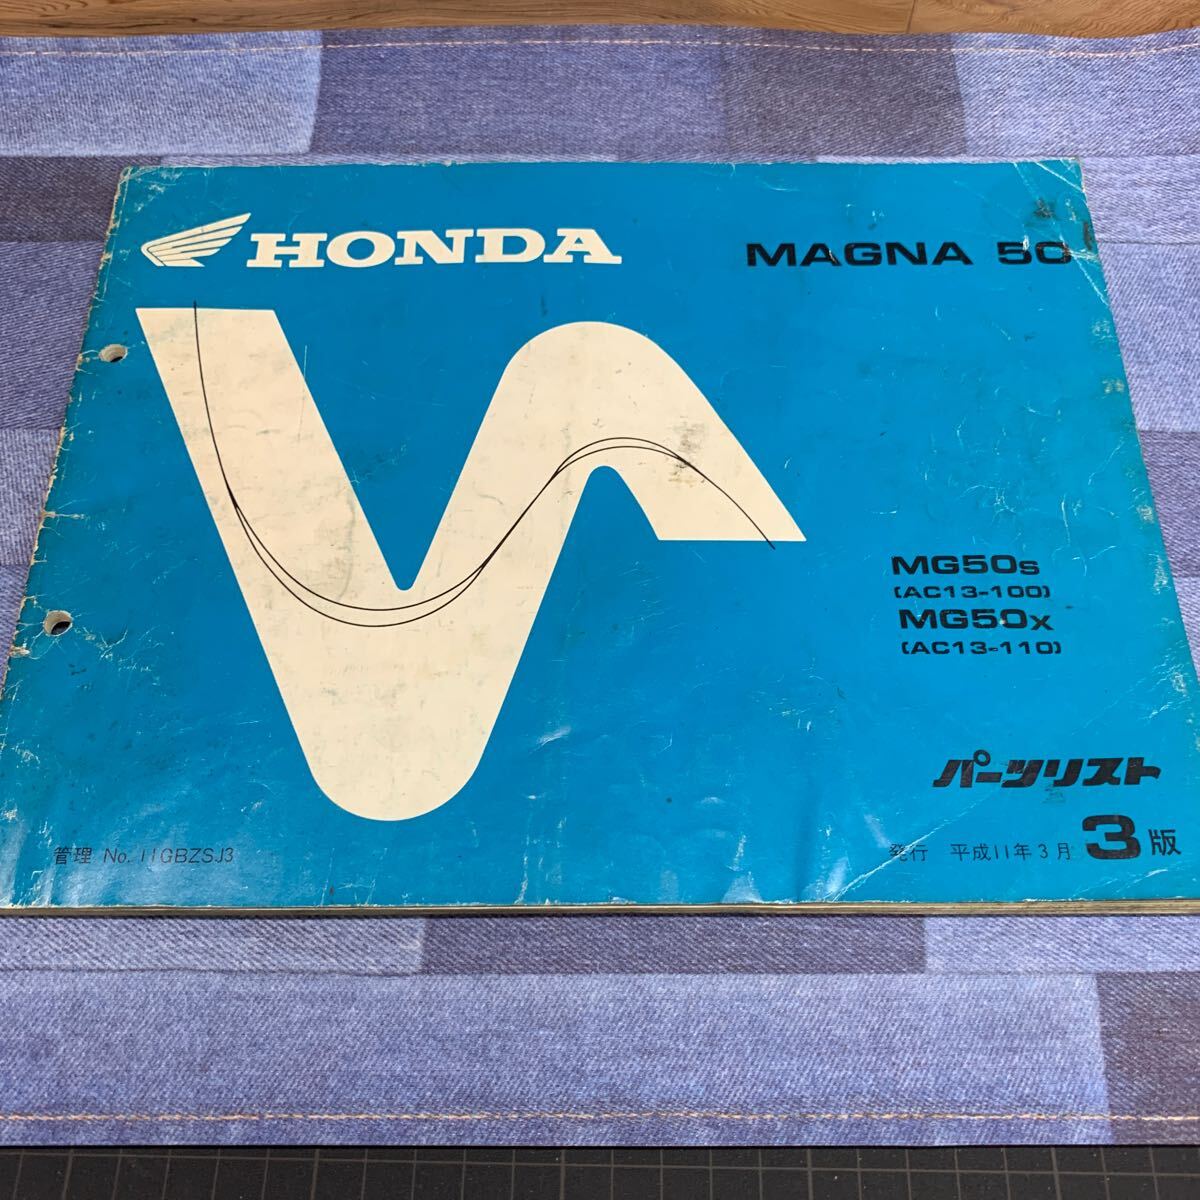 HONDA
MAGNA 50
MG50S
(AC13-100)
MG50X
(AC13-110)
パーツリスト
管理 No. 11GBZSJ3
発行 平成11年3月 3版